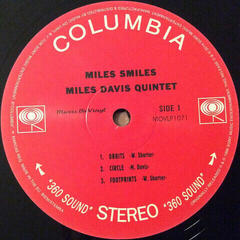 COLUMBIA
MILES SMILES
MILES DAVIS QUINTET
Music On Vinyl
SIDE 1
MOVLP1071
1. ORBITS -W. Shorter-
2. CIRCLE -M. Davis-
3. FOOTPRINTS -W. Shorter-
"360 SOUND" STEREO "360 SOUND"